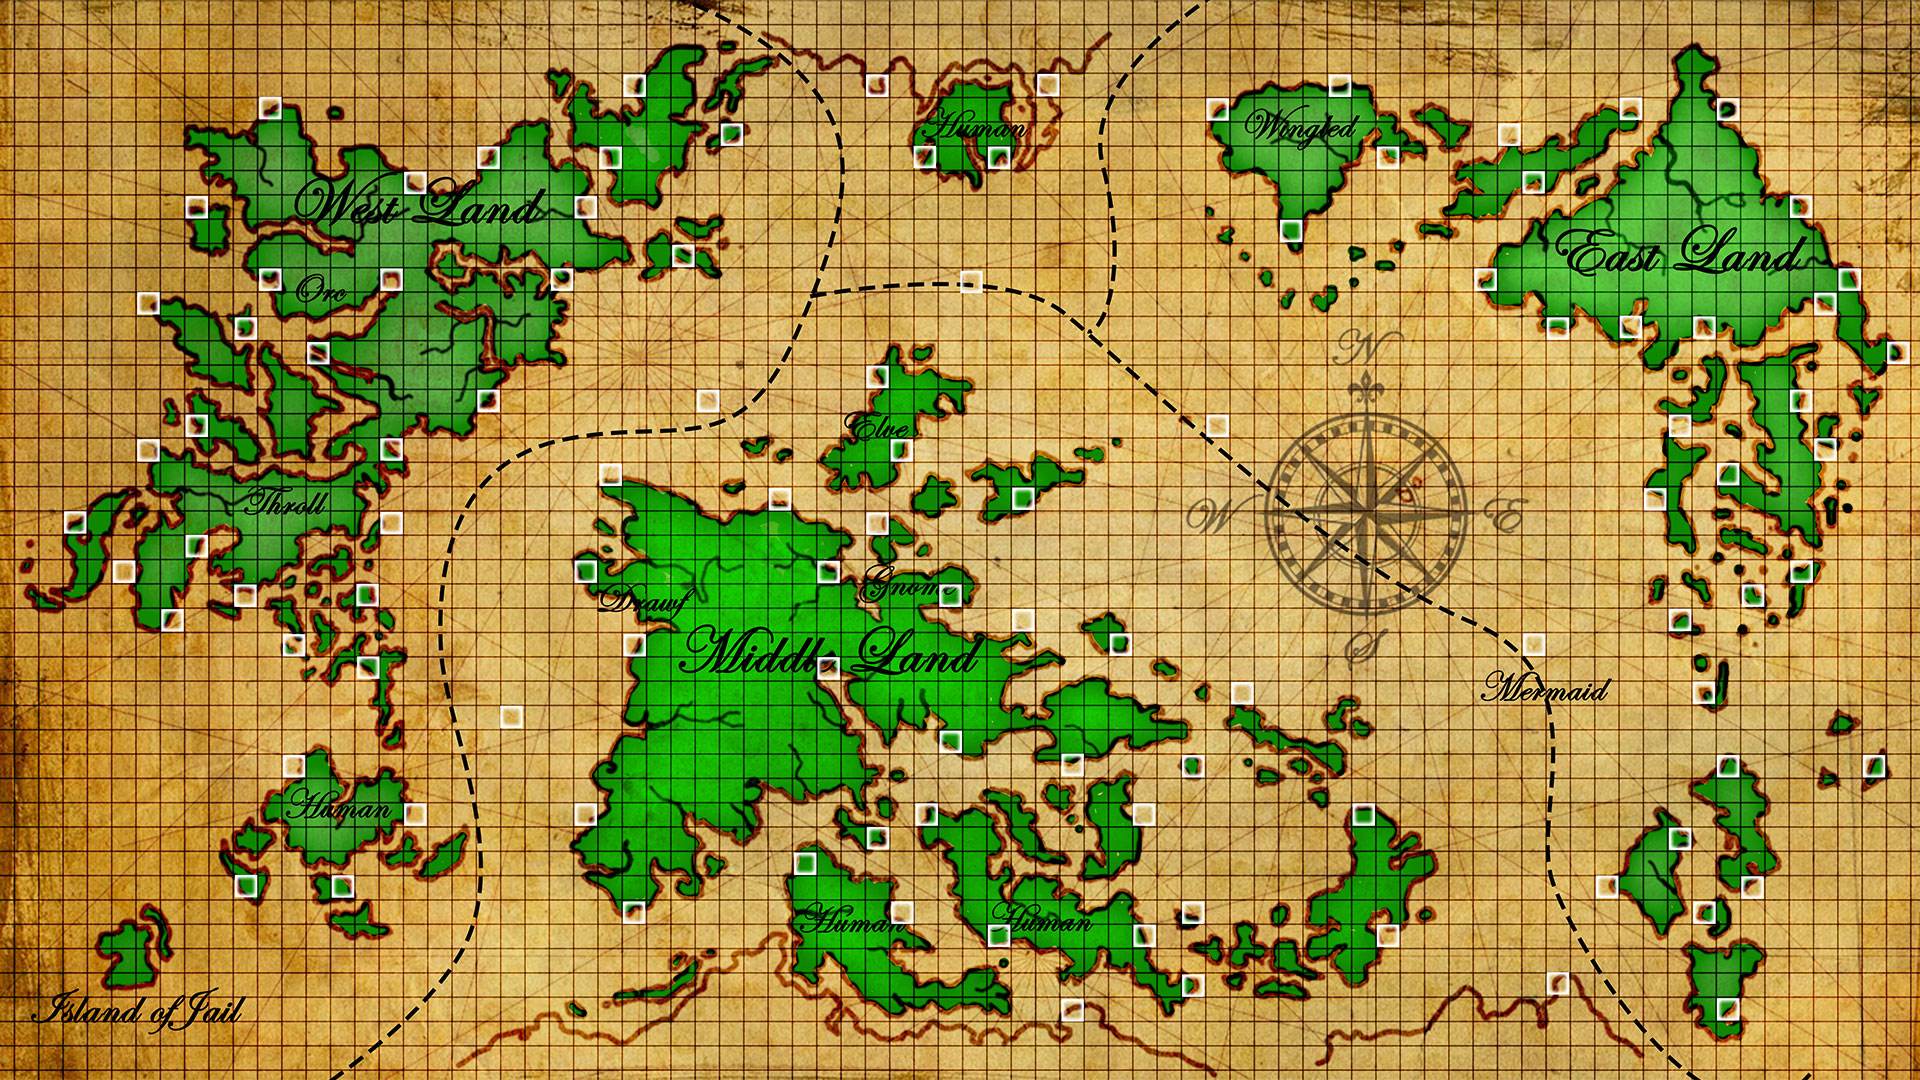 Human
Wingled
West Land
East Land
Orc
N
Elve
Throll
W
E
Gnome
Drawf
Middle Land
S
Mermaid
Human
Human
Human
Island of Jail